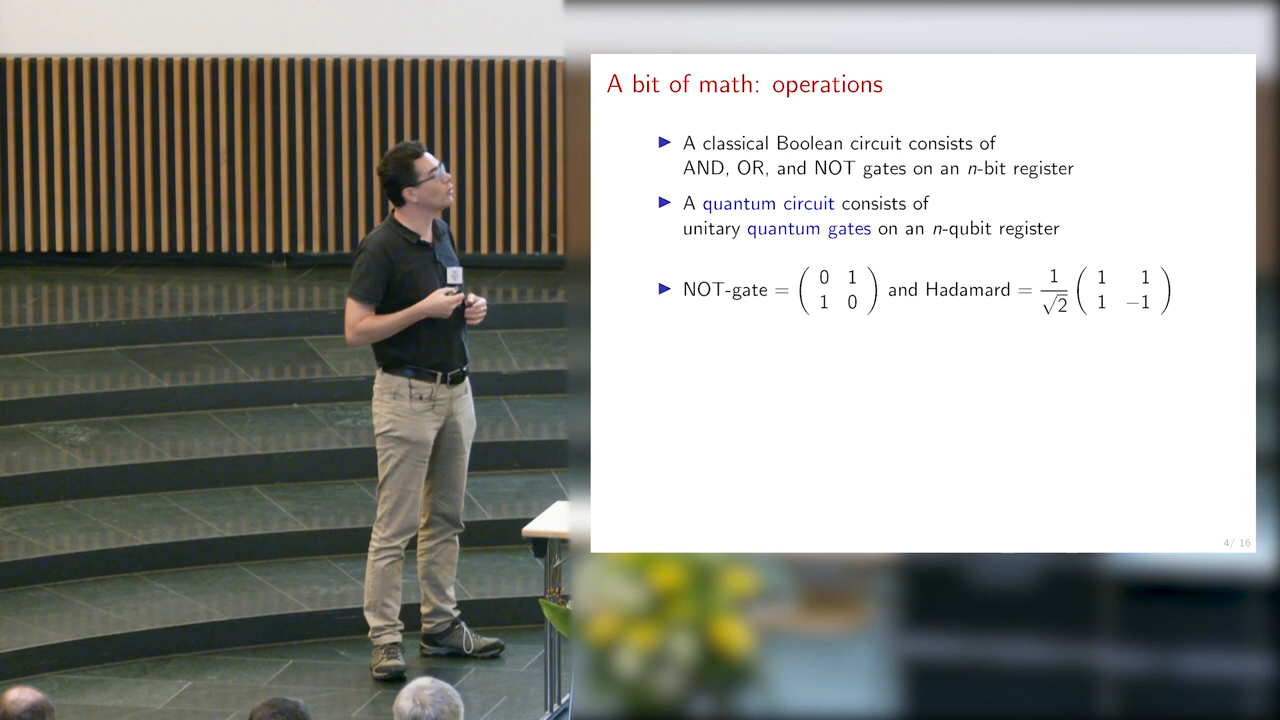 A bit of math: operations
▶ A classical Boolean circuit consists of
AND, OR, and NOT gates on an n-bit register
▶ A quantum circuit consists of
unitary quantum gates on an n-qubit register
▶ NOT-gate = ( 0 1 ; 1 0 ) and Hadamard = 1/√2 ( 1 1 ; 1 −1 )
4/ 16